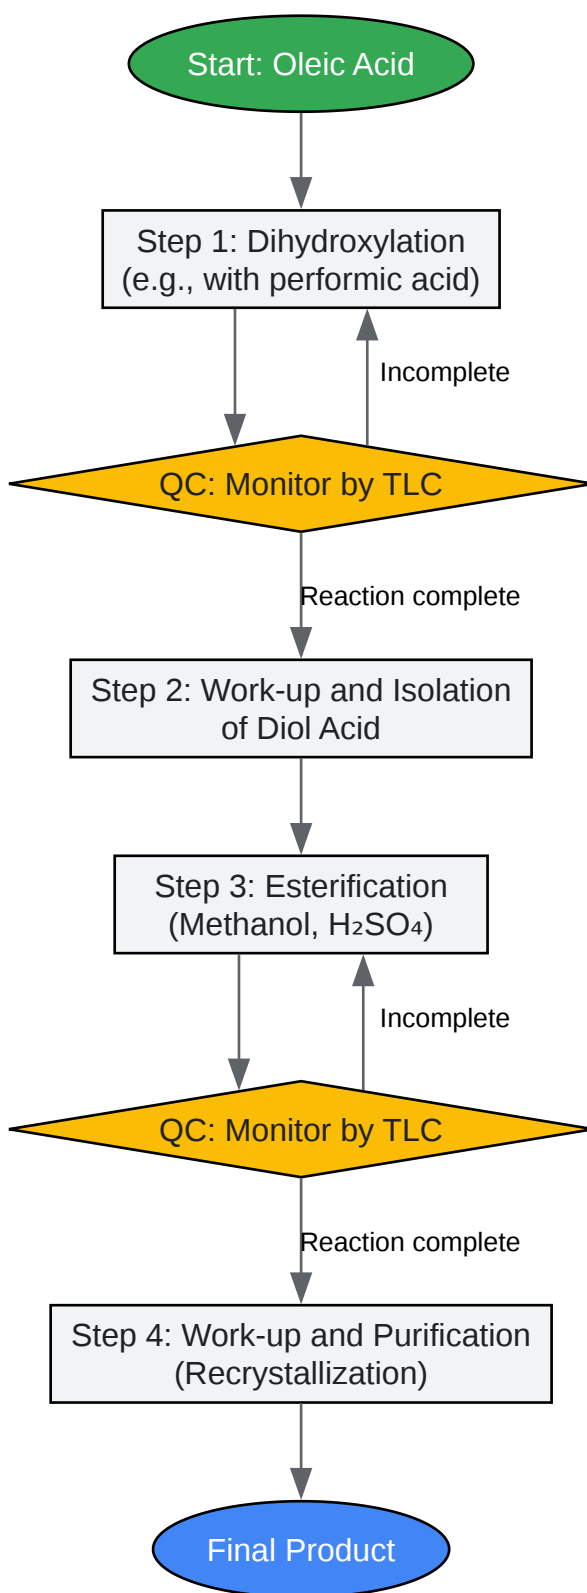 Start: Oleic Acid
Step 1: Dihydroxylation
(e.g., with performic acid)
Incomplete
QC: Monitor by TLC
Reaction complete
Step 2: Work-up and Isolation
of Diol Acid
Step 3: Esterification
(Methanol, H₂SO₄)
Incomplete
QC: Monitor by TLC
Reaction complete
Step 4: Work-up and Purification
(Recrystallization)
Final Product